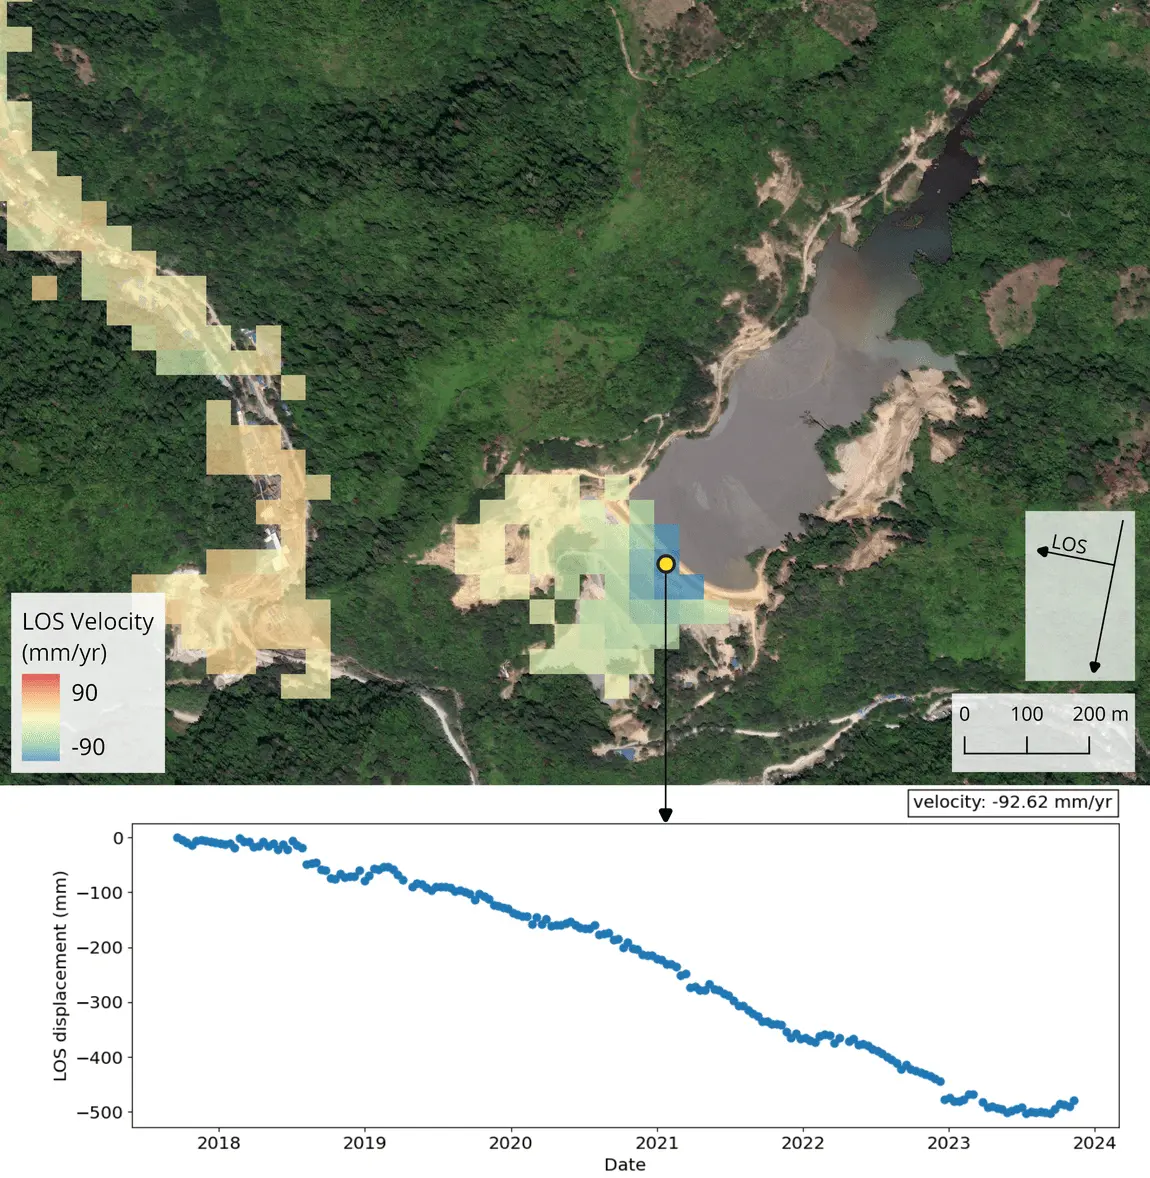 LOS
LOS Velocity
(mm/yr)
90
-90
0 100 200 m
velocity: -92.62 mm/yr
LOS displacement (mm)
0
−100
−200
−300
−400
−500
2018 2019 2020 2021 2022 2023 2024
Date